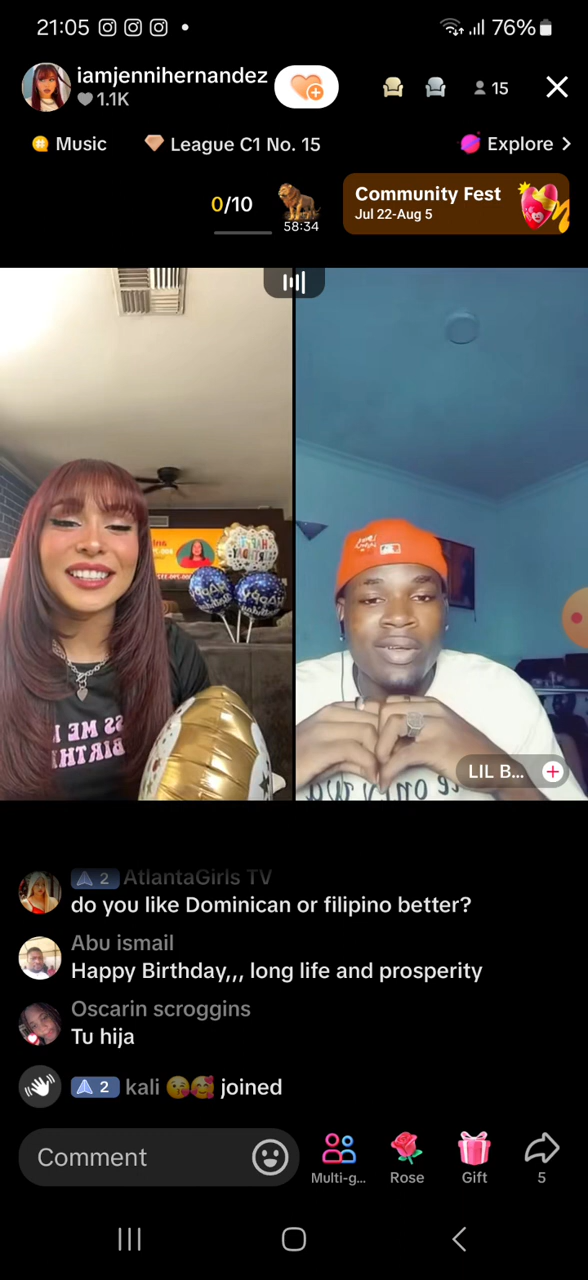 21:05
76%
iamjennihernandez
1.1K
15
Music
League C1 No. 15
Explore
0/10
58:34
Community Fest
Jul 22-Aug 5
LIL B...
2 AtlantaGirls TV
do you like Dominican or filipino better?
Abu ismail
Happy Birthday,,, long life and prosperity
Oscarin scroggins
Tu hija
2 kali 😘🥰 joined
Comment
Multi-g...
Rose
Gift
5